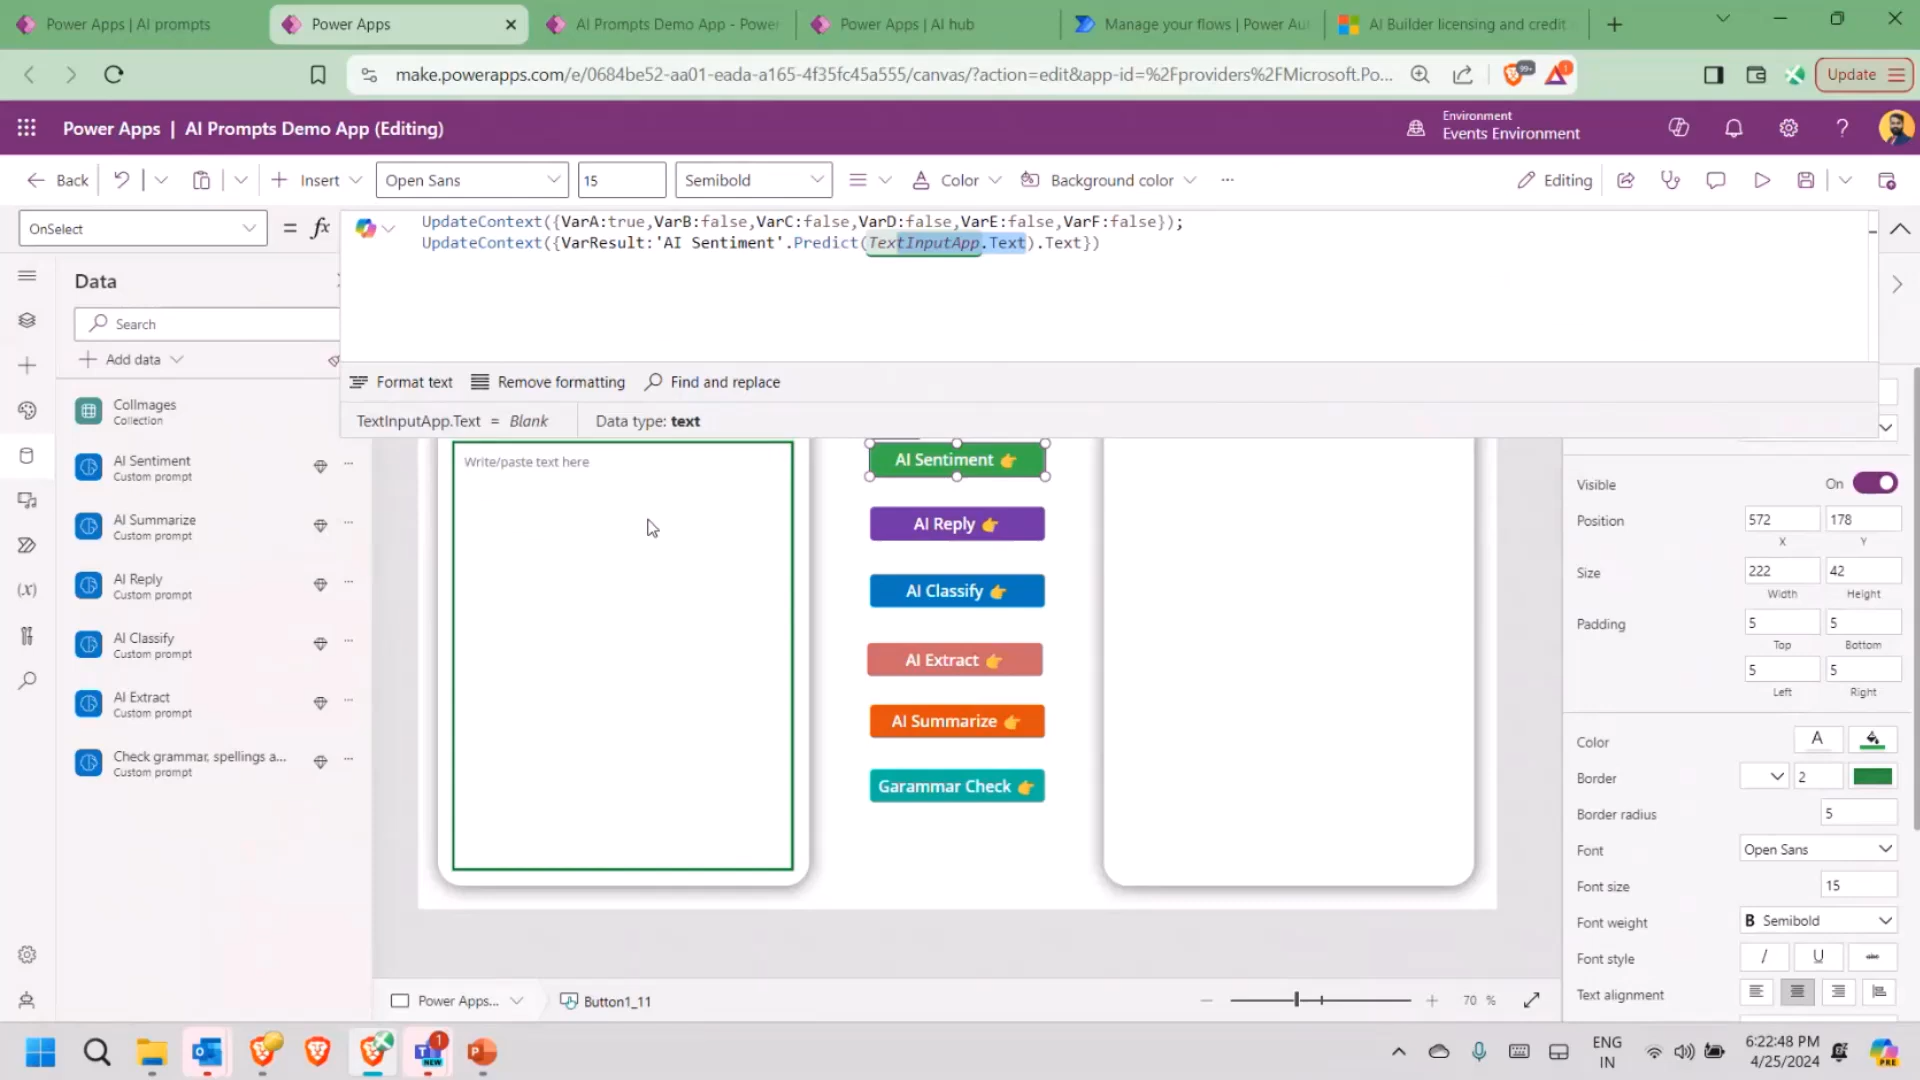 Power Apps | AI prompts
Power Apps
AI Prompts Demo App - Power
Power Apps | AI hub
Manage your flows | Power Au
AI Builder licensing and credit
make.powerapps.com/e/0684be52-aa01-eada-a165-4f35fc45a555/canvas/?action=edit&app-id=%2Fproviders%2FMicrosoft.Po...
99+
1
Update
Power Apps | AI Prompts Demo App (Editing)
Environment
Events Environment
Back
Insert
Open Sans
15
Semibold
Color
Background color
...
Editing
OnSelect
= fx
UpdateContext({VarA:true,VarB:false,VarC:false,VarD:false,VarE:false,VarF:false});
UpdateContext({VarResult:'AI Sentiment'.Predict(TextInputApp.Text).Text})
Format text
Remove formatting
Find and replace
TextInputApp.Text = Blank
Data type: text
Data
Search
Add data
CollImages
Collection
AI Sentiment
Custom prompt
AI Summarize
Custom prompt
AI Reply
Custom prompt
AI Classify
Custom prompt
AI Extract
Custom prompt
Check grammar, spellings a...
Custom prompt
Write/paste text here
AI Sentiment
AI Reply
AI Classify
AI Extract
AI Summarize
Garammar Check
Visible
On
Position
572
178
X
Y
Size
222
42
Width
Height
Padding
5
5
Top
Bottom
5
5
Left
Right
Color
A
Border
2
Border radius
5
Font
Open Sans
Font size
15
Font weight
B Semibold
Font style
/
U
abc
Text alignment
Power Apps...
Button1_11
70 %
1
NEW
ENG
IN
6:22:48 PM
4/25/2024
PRE